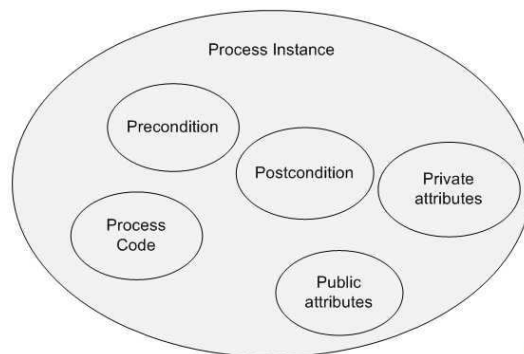 Process Instance
Precondition
Postcondition
Private
attributes
Process
Code
Public
attributes